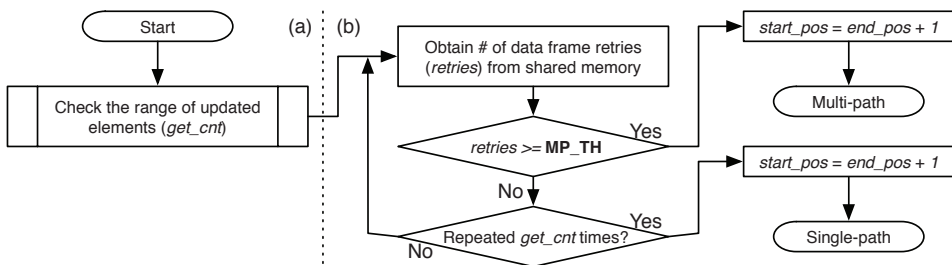 Start
(a)
Check the range of updated
elements (get_cnt)
(b)
Obtain # of data frame retries
(retries) from shared memory
retries >= MP_TH
Yes
No
Repeated get_cnt times?
Yes
No
start_pos = end_pos + 1
Multi-path
start_pos = end_pos + 1
Single-path